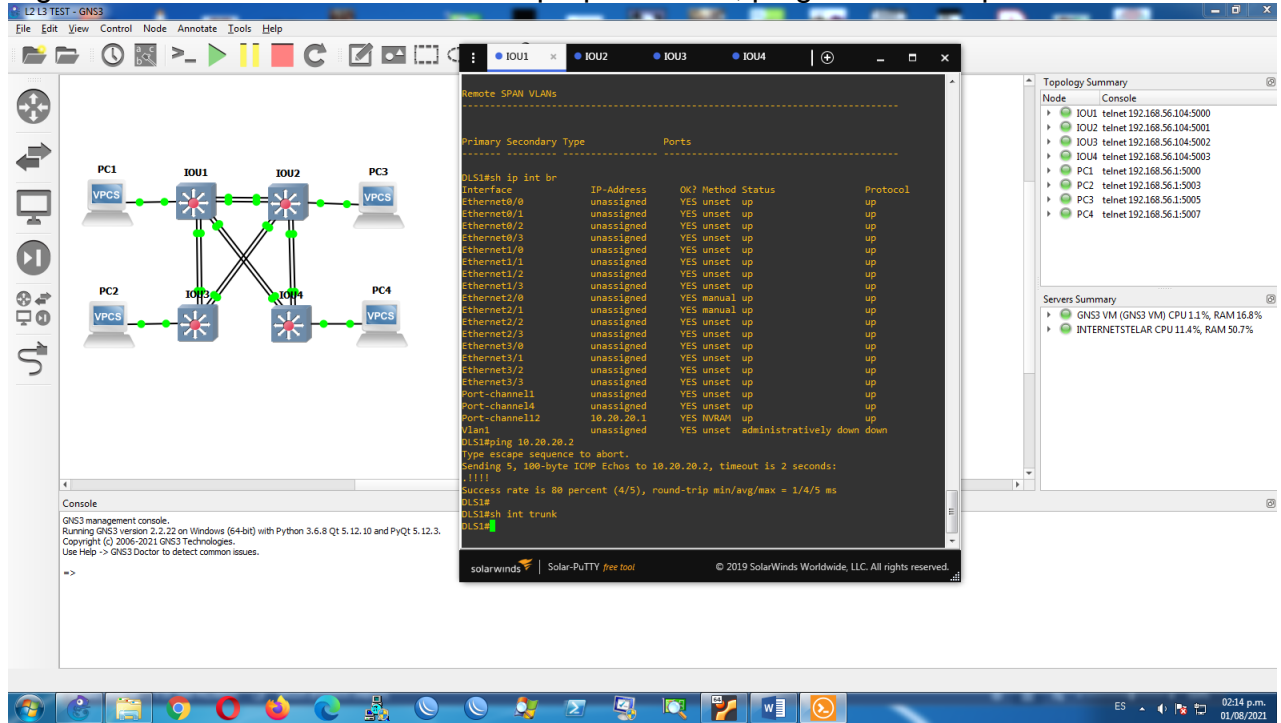 L2 L3 TEST - GNS3
File Edit View Control Node Annotate Tools Help
IOU1 × IOU2 IOU3 IOU4
Remote SPAN VLANs
------------------------------------------------------------------------------
Primary Secondary Type Ports
------- --------- ----------------- ------------------------------------------
DLS1#sh ip int br
Interface IP-Address OK? Method Status Protocol
Ethernet0/0 unassigned YES unset up up
Ethernet0/1 unassigned YES unset up up
Ethernet0/2 unassigned YES unset up up
Ethernet0/3 unassigned YES unset up up
Ethernet1/0 unassigned YES unset up up
Ethernet1/1 unassigned YES unset up up
Ethernet1/2 unassigned YES unset up up
Ethernet1/3 unassigned YES unset up up
Ethernet2/0 unassigned YES manual up up
Ethernet2/1 unassigned YES manual up up
Ethernet2/2 unassigned YES unset up up
Ethernet2/3 unassigned YES unset up up
Ethernet3/0 unassigned YES unset up up
Ethernet3/1 unassigned YES unset up up
Ethernet3/2 unassigned YES unset up up
Ethernet3/3 unassigned YES unset up up
Port-channel1 unassigned YES unset up up
Port-channel4 unassigned YES unset up up
Port-channel12 10.20.20.1 YES NVRAM up up
Vlan1 unassigned YES unset administratively down down
DLS1#ping 10.20.20.2
Type escape sequence to abort.
Sending 5, 100-byte ICMP Echos to 10.20.20.2, timeout is 2 seconds:
.!!!!
Success rate is 80 percent (4/5), round-trip min/avg/max = 1/4/5 ms
DLS1#
DLS1#sh int trunk
DLS1#
solarwinds Solar-PuTTY free tool © 2019 SolarWinds Worldwide, LLC. All rights reserved.
PC1 IOU1 IOU2 PC3
VPCS VPCS
PC2 IOU3 IOU4 PC4
VPCS VPCS
Topology Summary
Node Console
IOU1 telnet 192.168.56.104:5000
IOU2 telnet 192.168.56.104:5001
IOU3 telnet 192.168.56.104:5002
IOU4 telnet 192.168.56.104:5003
PC1 telnet 192.168.56.1:5000
PC2 telnet 192.168.56.1:5003
PC3 telnet 192.168.56.1:5005
PC4 telnet 192.168.56.1:5007
Servers Summary
GNS3 VM (GNS3 VM) CPU 1.1%, RAM 16.8%
INTERNETSTELAR CPU 11.4%, RAM 50.7%
Console
GNS3 management console.
Running GNS3 version 2.2.22 on Windows (64-bit) with Python 3.6.8 Qt 5.12.10 and PyQt 5.12.3.
Copyright (c) 2006-2021 GNS3 Technologies.
Use Help -> GNS3 Doctor to detect common issues.
=>
ES 02:14 p.m.
01/08/2021